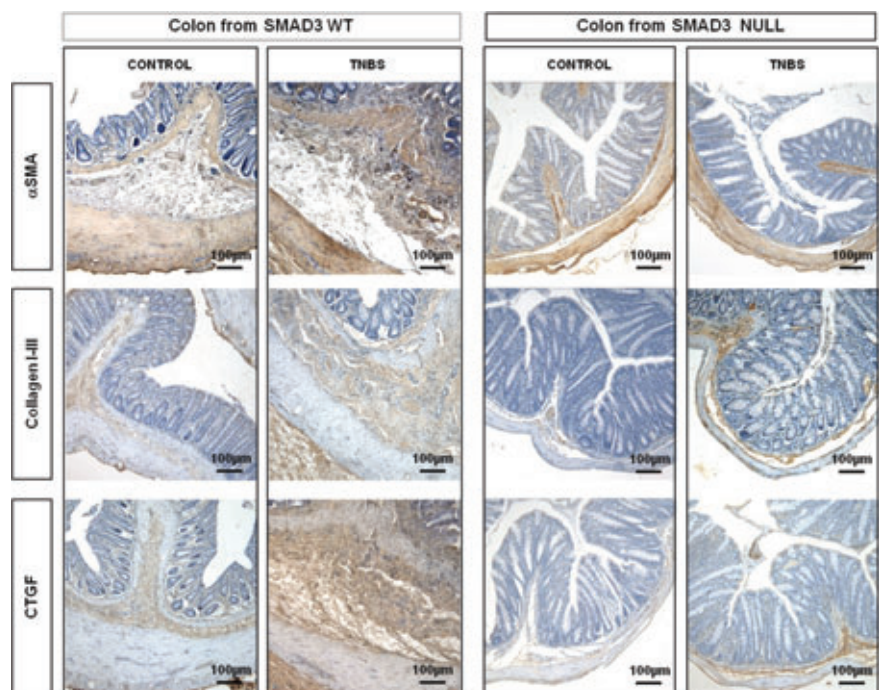 Colon from SMAD3 WT
Colon from SMAD3 NULL
CONTROL
TNBS
CONTROL
TNBS
αSMA
100µm
100µm
100µm
100µm
Collagen I-III
100µm
100µm
100µm
100µm
CTGF
100µm
100µm
100µm
100µm